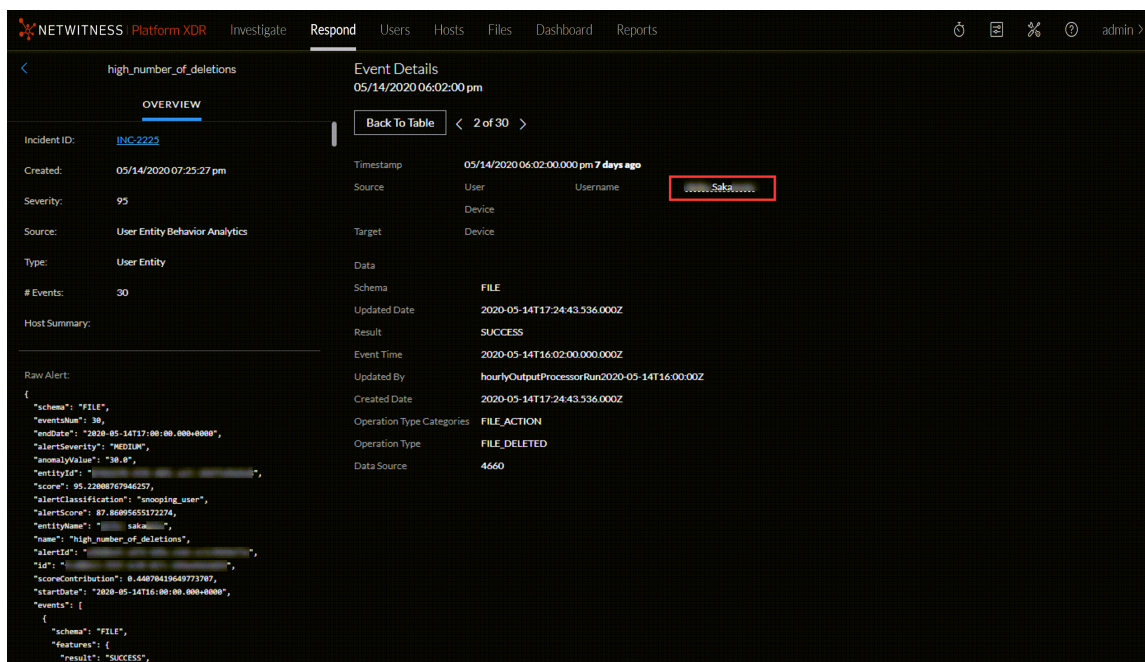 NETWITNESS | Platform XDR Investigate Respond Users Hosts Files Dashboard Reports admin >
high_number_of_deletions
OVERVIEW
Incident ID: INC-2225
Created: 05/14/2020 07:25:27 pm
Severity: 95
Source: User Entity Behavior Analytics
Type: User Entity
# Events: 30
Host Summary:
Raw Alert:
{
"schema": "FILE",
"eventsNum": 30,
"endDate": "2020-05-14T17:00:00.000+0000",
"alertSeverity": "MEDIUM",
"anomalyValue": "30.0",
"entityId": " ",
"score": 95.22008767946257,
"alertClassification": "snooping_user",
"alertScore": 87.86095655172274,
"entityName": " saka ",
"name": "high_number_of_deletions",
"alertId": " ",
"id": " ",
"scoreContribution": 0.44070419649773707,
"startDate": "2020-05-14T16:00:00.000+0000",
"events": [
{
"schema": "FILE",
"features": {
"result": "SUCCESS",
Event Details
05/14/2020 06:02:00 pm
Back To Table < 2 of 30 >
Timestamp 05/14/2020 06:02:00.000 pm 7 days ago
Source User Username Saka
Device
Target Device
Data
Schema FILE
Updated Date 2020-05-14T17:24:43.536.000Z
Result SUCCESS
Event Time 2020-05-14T16:02:00.000.000Z
Updated By hourlyOutputProcessorRun2020-05-14T16:00:00Z
Created Date 2020-05-14T17:24:43.536.000Z
Operation Type Categories FILE_ACTION
Operation Type FILE_DELETED
Data Source 4660